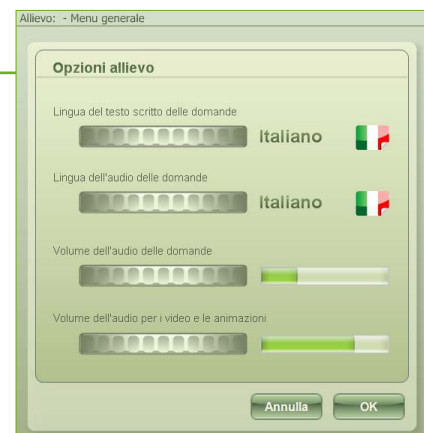 Allievo: - Menu generale
Opzioni allievo
Lingua del testo scritto delle domande
Italiano
Lingua dell'audio delle domande
Italiano
Volume dell'audio delle domande
Volume dell'audio per i video e le animazioni
Annulla
OK